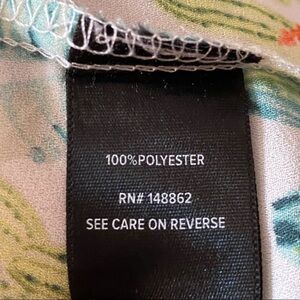 100%POLYESTER
RN# 148862
SEE CARE ON REVERSE